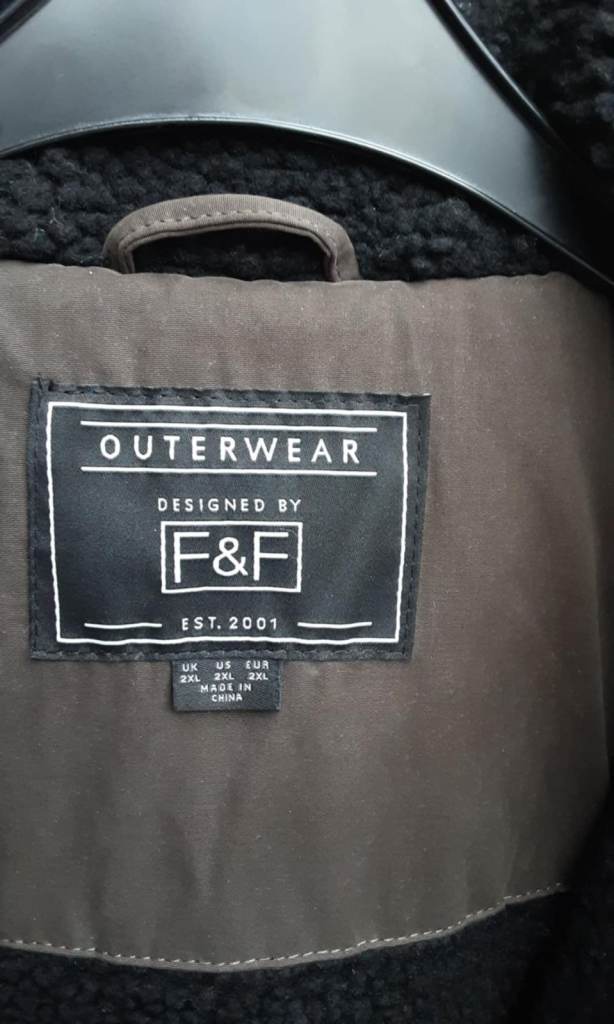 OUTERWEAR
DESIGNED BY
F&F
EST. 2001
UK US EUR
2XL 2XL 2XL
MADE IN
CHINA